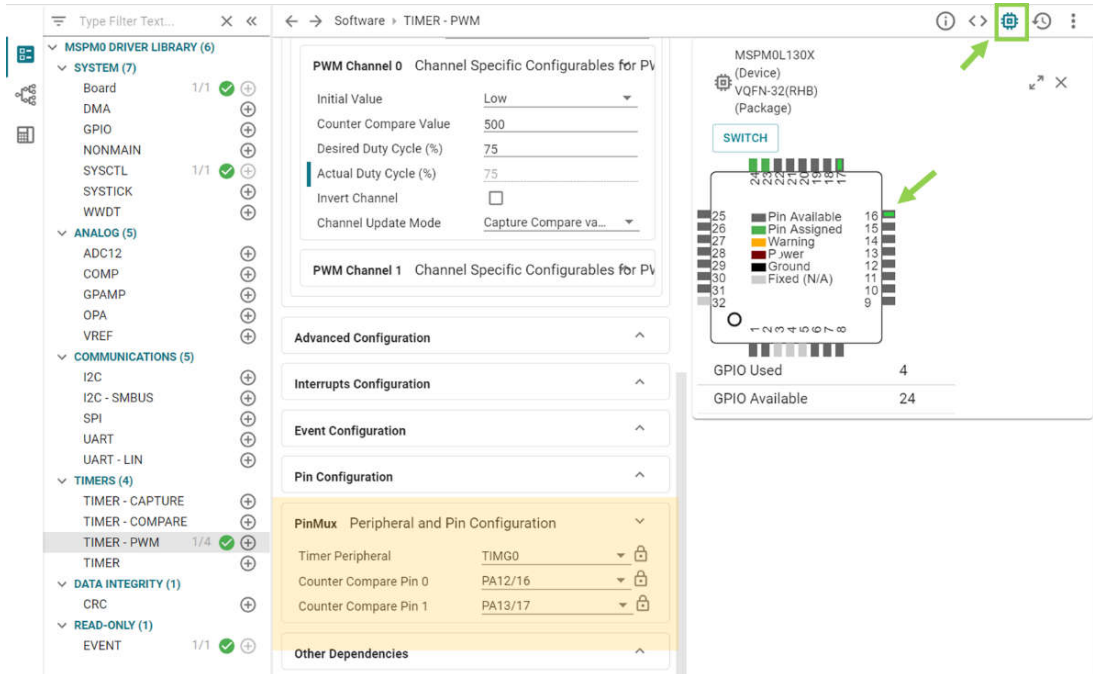 Type Filter Text...
MSPM0 DRIVER LIBRARY (6)
SYSTEM (7)
Board 1/1
DMA
GPIO
NONMAIN
SYSCTL 1/1
SYSTICK
WWDT
ANALOG (5)
ADC12
COMP
GPAMP
OPA
VREF
COMMUNICATIONS (5)
I2C
I2C - SMBUS
SPI
UART
UART - LIN
TIMERS (4)
TIMER - CAPTURE
TIMER - COMPARE
TIMER - PWM 1/4
TIMER
DATA INTEGRITY (1)
CRC
READ-ONLY (1)
EVENT 1/1
Software TIMER - PWM
PWM Channel 0 Channel Specific Configurables for PW
Initial Value Low
Counter Compare Value 500
Desired Duty Cycle (%) 75
Actual Duty Cycle (%) 75
Invert Channel
Channel Update Mode Capture Compare va...
PWM Channel 1 Channel Specific Configurables for PW
Advanced Configuration
Interrupts Configuration
Event Configuration
Pin Configuration
PinMux Peripheral and Pin Configuration
Timer Peripheral TIMG0
Counter Compare Pin 0 PA12/16
Counter Compare Pin 1 PA13/17
Other Dependencies
MSPM0L130X
(Device)
VQFN-32(RHB)
(Package)
SWITCH
24 23 22 21 20 19 18 17
25 Pin Available 16
26 Pin Assigned 15
27 Warning 14
28 Power 13
29 Ground 12
30 Fixed (N/A) 11
31 10
32 9
1 2 3 4 5 6 7 8
GPIO Used 4
GPIO Available 24